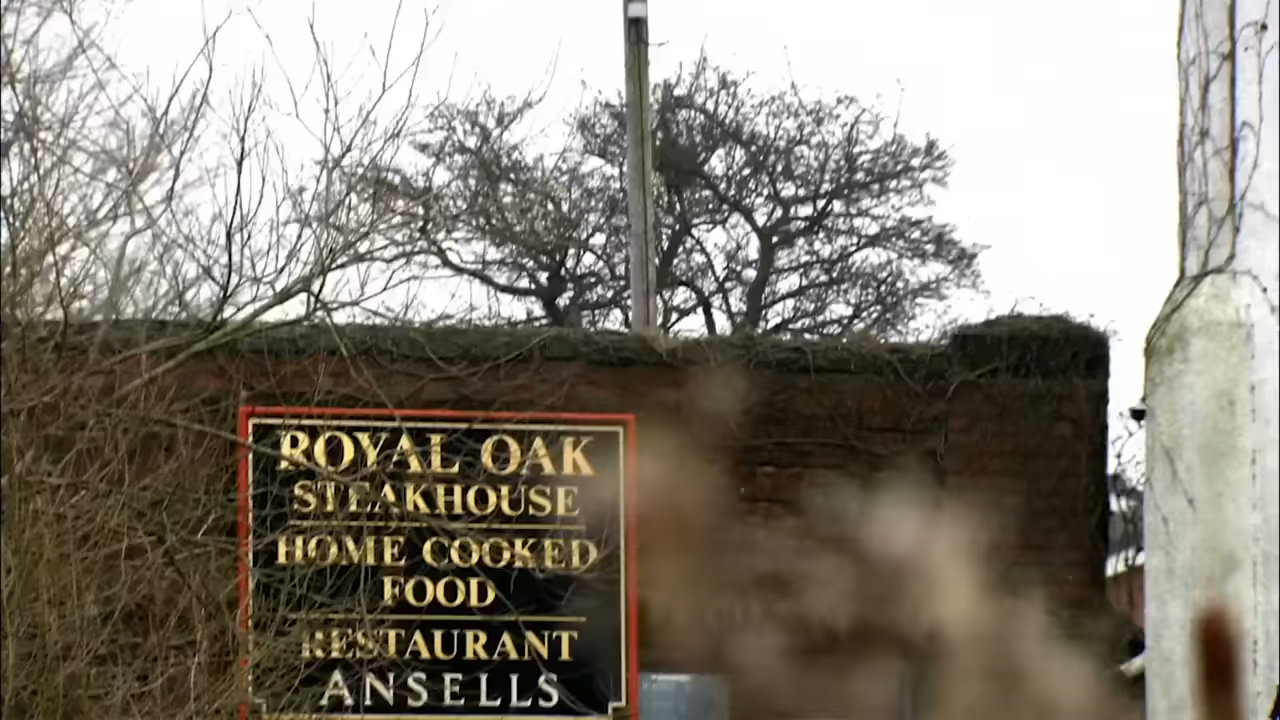 ROYAL OAK
STEAKHOUSE
HOME COOKED
FOOD
RESTAURANT
ANSELLS